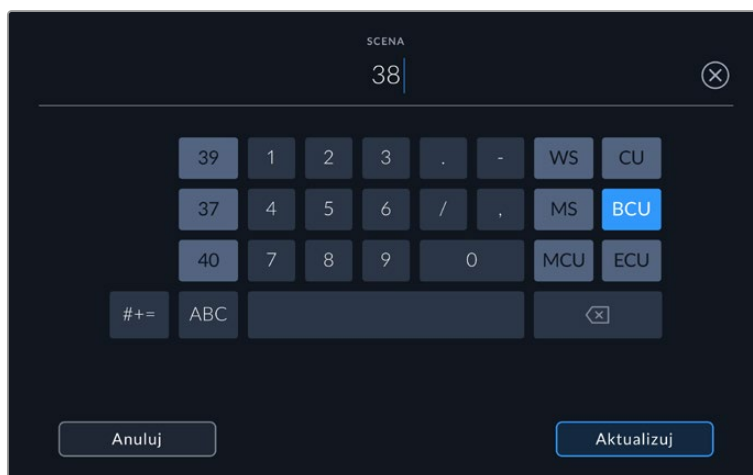 SCENA
38
39 1 2 3 . - WS CU
37 4 5 6 / , MS BCU
40 7 8 9 0 MCU ECU
#+= ABC
Anuluj Aktualizuj